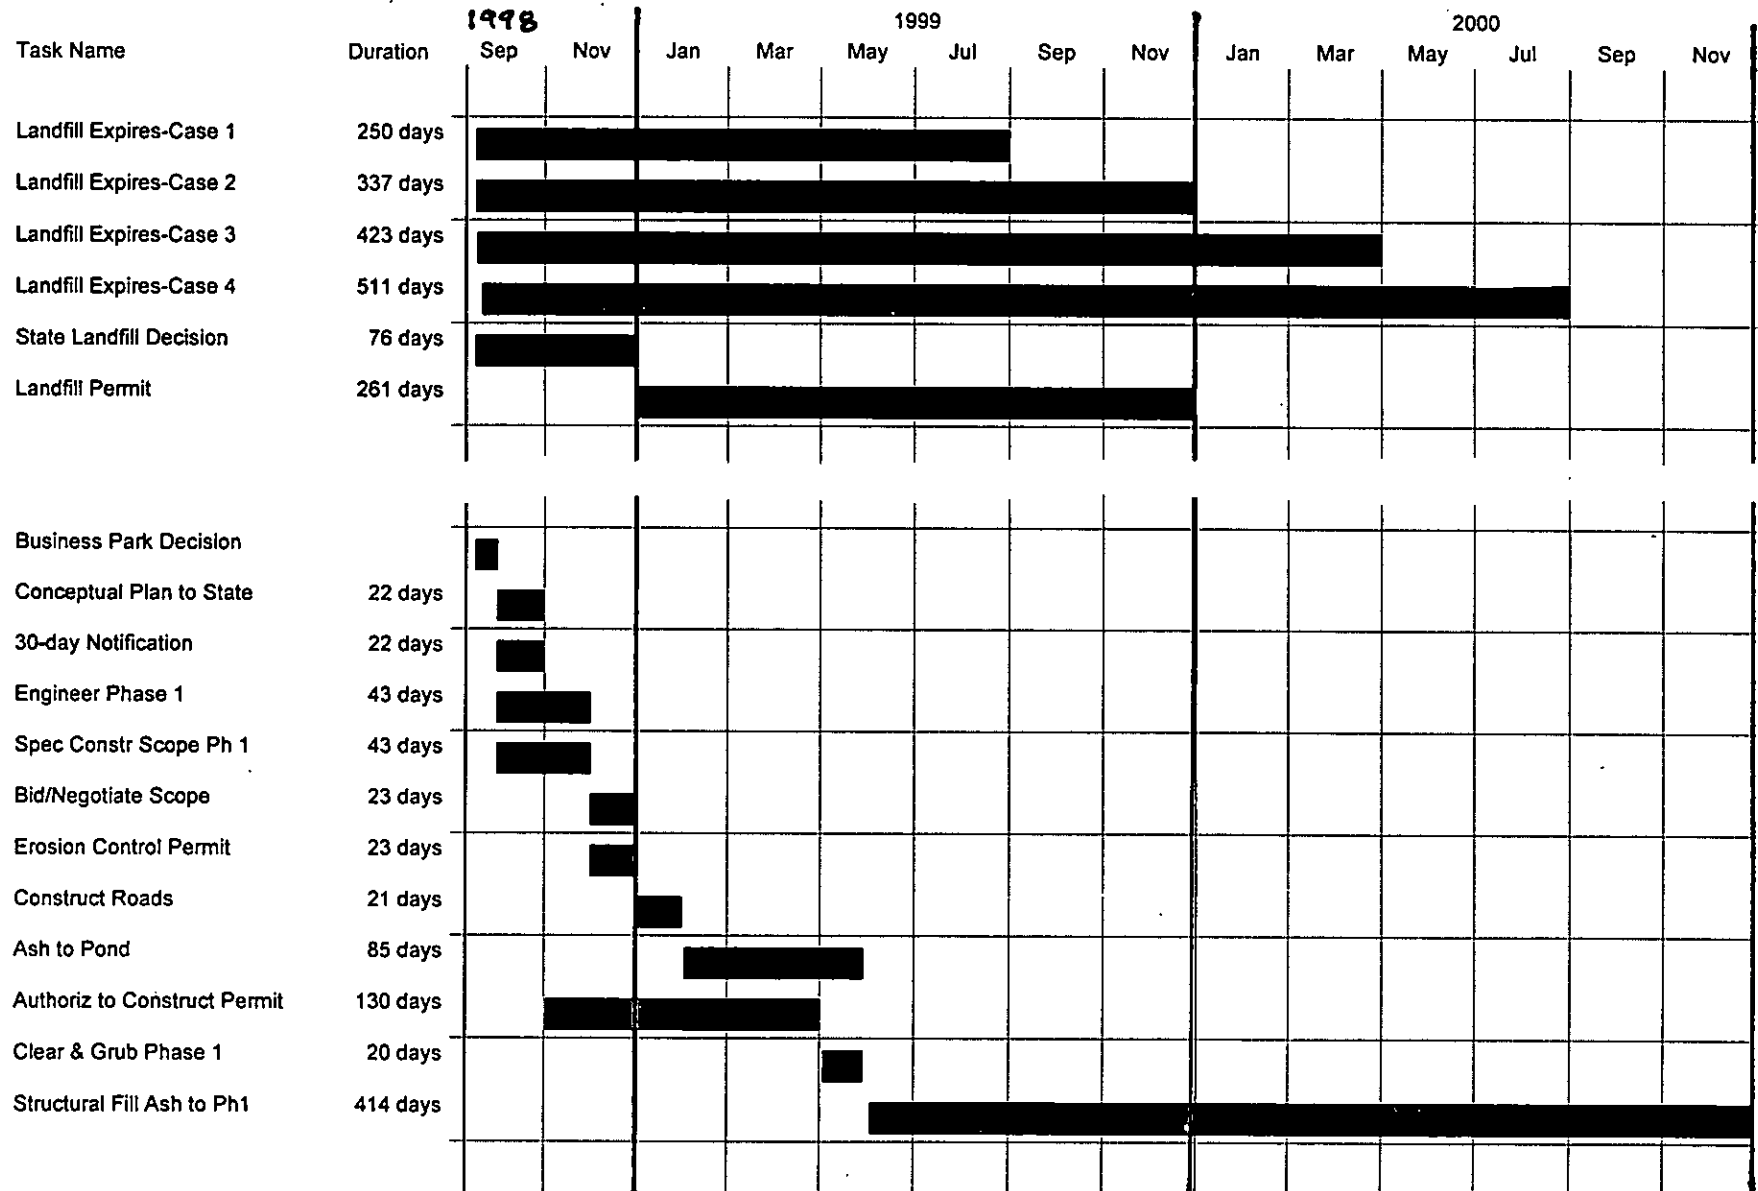 1998 1999 2000
Task Name Duration Sep Nov Jan Mar May Jul Sep Nov Jan Mar May Jul Sep Nov
Landfill Expires-Case 1 250 days
Landfill Expires-Case 2 337 days
Landfill Expires-Case 3 423 days
Landfill Expires-Case 4 511 days
State Landfill Decision 76 days
Landfill Permit 261 days
Business Park Decision
Conceptual Plan to State 22 days
30-day Notification 22 days
Engineer Phase 1 43 days
Spec Constr Scope Ph 1 43 days
Bid/Negotiate Scope 23 days
Erosion Control Permit 23 days
Construct Roads 21 days
Ash to Pond 85 days
Authoriz to Construct Permit 130 days
Clear & Grub Phase 1 20 days
Structural Fill Ash to Ph1 414 days